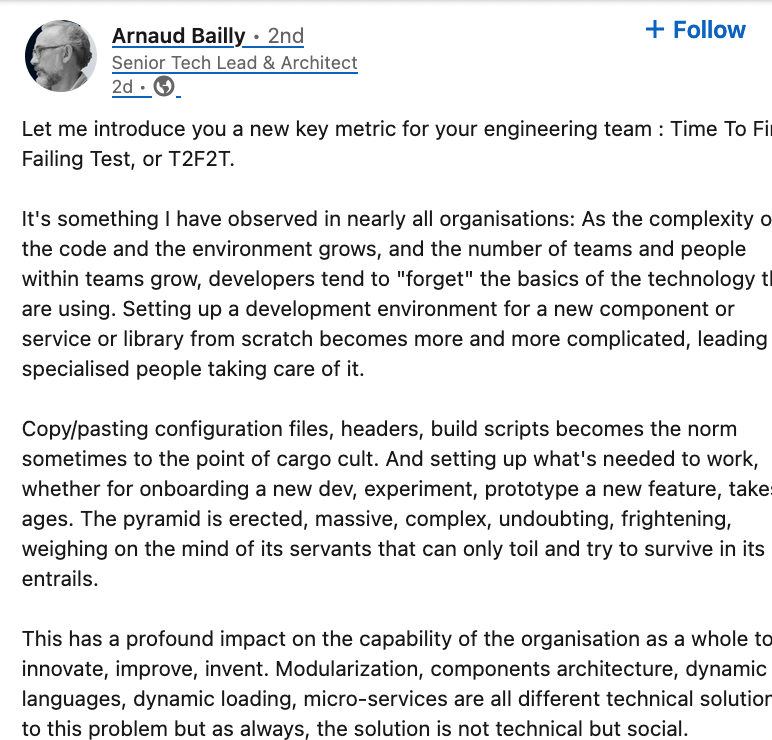 Arnaud Bailly • 2nd
+ Follow
Senior Tech Lead & Architect
2d •
Let me introduce you a new key metric for your engineering team : Time To
Failing Test, or T2F2T.
It's something I have observed in nearly all organisations: As the complexity
the code and the environment grows, and the number of teams and people
within teams grow, developers tend to "forget" the basics of the technology
are using. Setting up a development environment for a new component or
service or library from scratch becomes more and more complicated, leading
specialised people taking care of it.
Copy/pasting configuration files, headers, build scripts becomes the norm
sometimes to the point of cargo cult. And setting up what's needed to work,
whether for onboarding a new dev, experiment, prototype a new feature,
ages. The pyramid is erected, massive, complex, undoubting, frightening,
weighing on the mind of its servants that can only toil and try to survive in its
entrails.
This has a profound impact on the capability of the organisation as a whole to
innovate, improve, invent. Modularization, components architecture, dynamic
languages, dynamic loading, micro-services are all different technical
to this problem but as always, the solution is not technical but social.